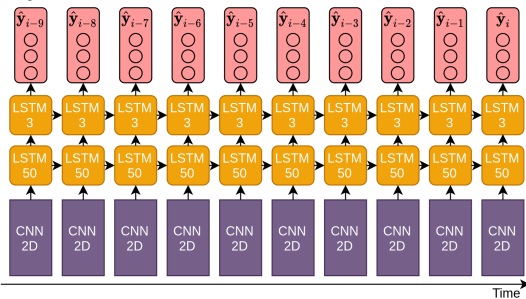 ŷᵢ₋₉ ŷᵢ₋₈ ŷᵢ₋₇ ŷᵢ₋₆ ŷᵢ₋₅ ŷᵢ₋₄ ŷᵢ₋₃ ŷᵢ₋₂ ŷᵢ₋₁ ŷᵢ
LSTM LSTM LSTM LSTM LSTM LSTM LSTM LSTM LSTM LSTM
3 3 3 3 3 3 3 3 3 3
LSTM LSTM LSTM LSTM LSTM LSTM LSTM LSTM LSTM LSTM
50 50 50 50 50 50 50 50 50 50
CNN CNN CNN CNN CNN CNN CNN CNN CNN CNN
2D 2D 2D 2D 2D 2D 2D 2D 2D 2D
Time